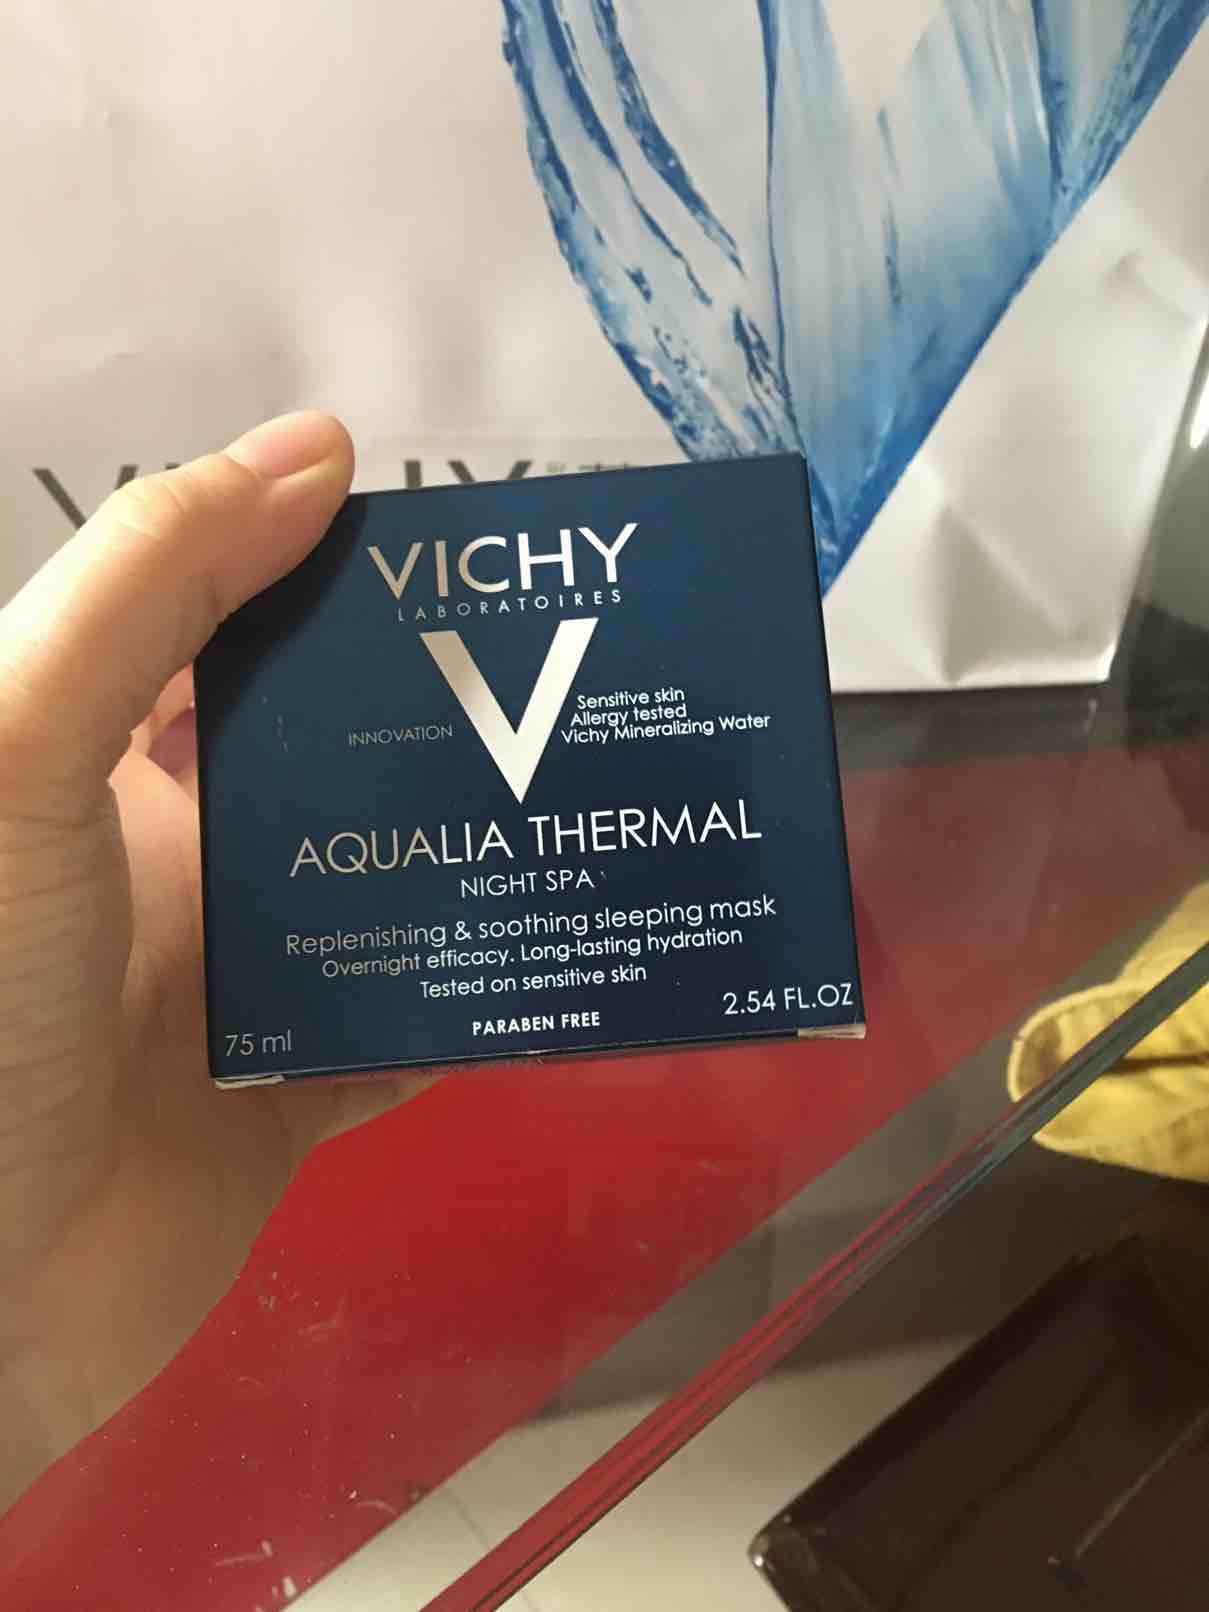 VICHY
LABORATOIRES
INNOVATION
Sensitive skin
Allergy tested
Vichy Mineralizing Water
AQUALIA THERMAL
NIGHT SPA
Replenishing & soothing sleeping mask
Overnight efficacy. Long-lasting hydration
Tested on sensitive skin
PARABEN FREE
75 ml
2.54 FL.OZ